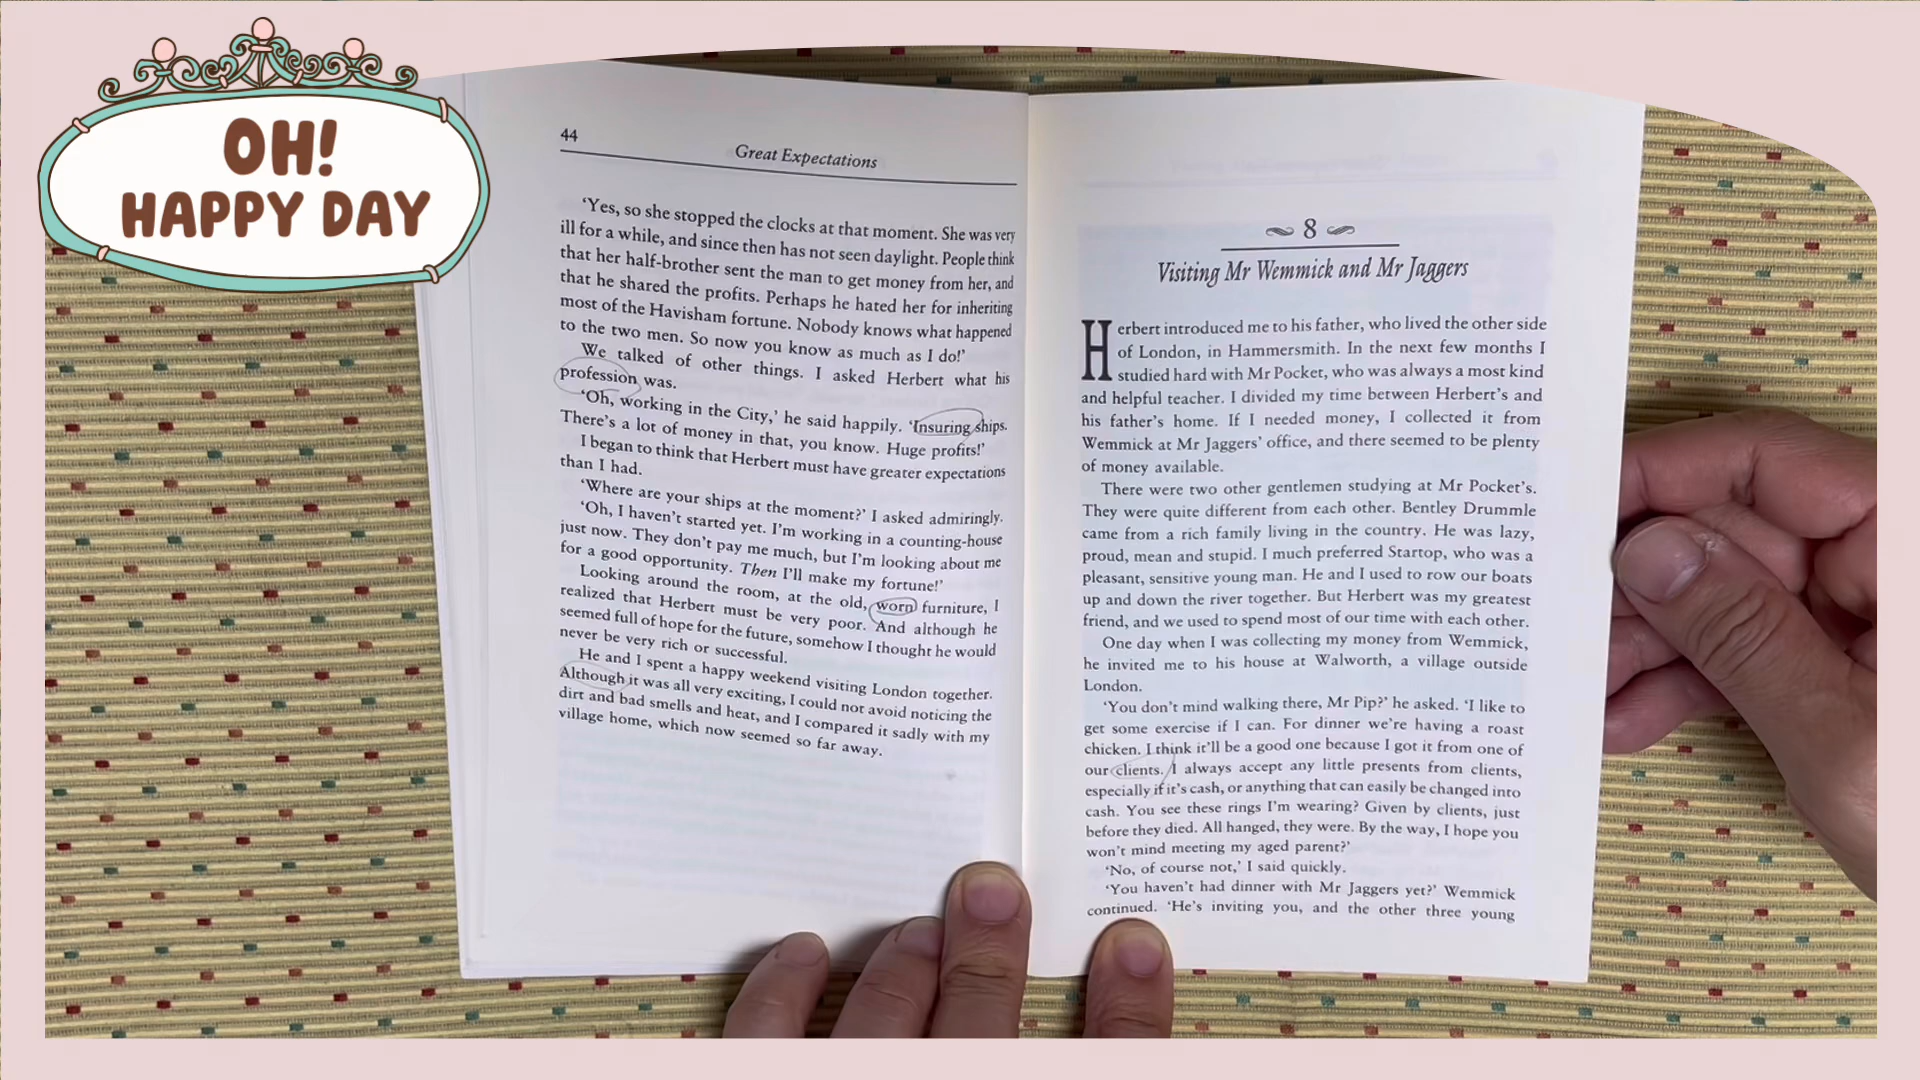 OH!
HAPPY DAY
44
Great Expectations
‘Yes, so she stopped the clocks at that moment. She was very
ill for a while, and since then has not seen daylight. People think
that her half-brother sent the man to get money from her, and
that he shared the profits. Perhaps he hated her for inheriting
most of the Havisham fortune. Nobody knows what happened
to the two men. So now you know as much as I do!’
We talked of other things. I asked Herbert what his
profession was.
‘Oh, working in the City,’ he said happily. ‘Insuring ships.
There’s a lot of money in that, you know. Huge profits!’
I began to think that Herbert must have greater expectations
than I had.
‘Where are your ships at the moment?’ I asked admiringly.
‘Oh, I haven’t started yet. I’m working in a counting-house
just now. They don’t pay me much, but I’m looking about me
for a good opportunity. Then I’ll make my fortune!’
Looking around the room, at the old, worn furniture, I
realized that Herbert must be very poor. And although he
seemed full of hope for the future, somehow I thought he would
never be very rich or successful.
He and I spent a happy weekend visiting London together.
Although it was all very exciting, I could not avoid noticing the
dirt and bad smells and heat, and I compared it sadly with my
village home, which now seemed so far away.
8
Visiting Mr Wemmick and Mr Jaggers
Herbert introduced me to his father, who lived the other side
of London, in Hammersmith. In the next few months I
studied hard with Mr Pocket, who was always a most kind
and helpful teacher. I divided my time between Herbert’s and
his father’s home. If I needed money, I collected it from
Wemmick at Mr Jaggers’ office, and there seemed to be plenty
of money available.
There were two other gentlemen studying at Mr Pocket’s.
They were quite different from each other. Bentley Drummle
came from a rich family living in the country. He was lazy,
proud, mean and stupid. I much preferred Startop, who was a
pleasant, sensitive young man. He and I used to row our boats
up and down the river together. But Herbert was my greatest
friend, and we used to spend most of our time with each other.
One day when I was collecting my money from Wemmick,
he invited me to his house at Walworth, a village outside
London.
‘You don’t mind walking there, Mr Pip?’ he asked. ‘I like to
get some exercise if I can. For dinner we’re having a roast
chicken. I think it’ll be a good one because I got it from one of
our clients. I always accept any little presents from clients,
especially if it’s cash, or anything that can easily be changed into
cash. You see these rings I’m wearing? Given by clients, just
before they died. All hanged, they were. By the way, I hope you
won’t mind meeting my aged parent?’
‘No, of course not,’ I said quickly.
‘You haven’t had dinner with Mr Jaggers yet?’ Wemmick
continued. ‘He’s inviting you, and the other three young